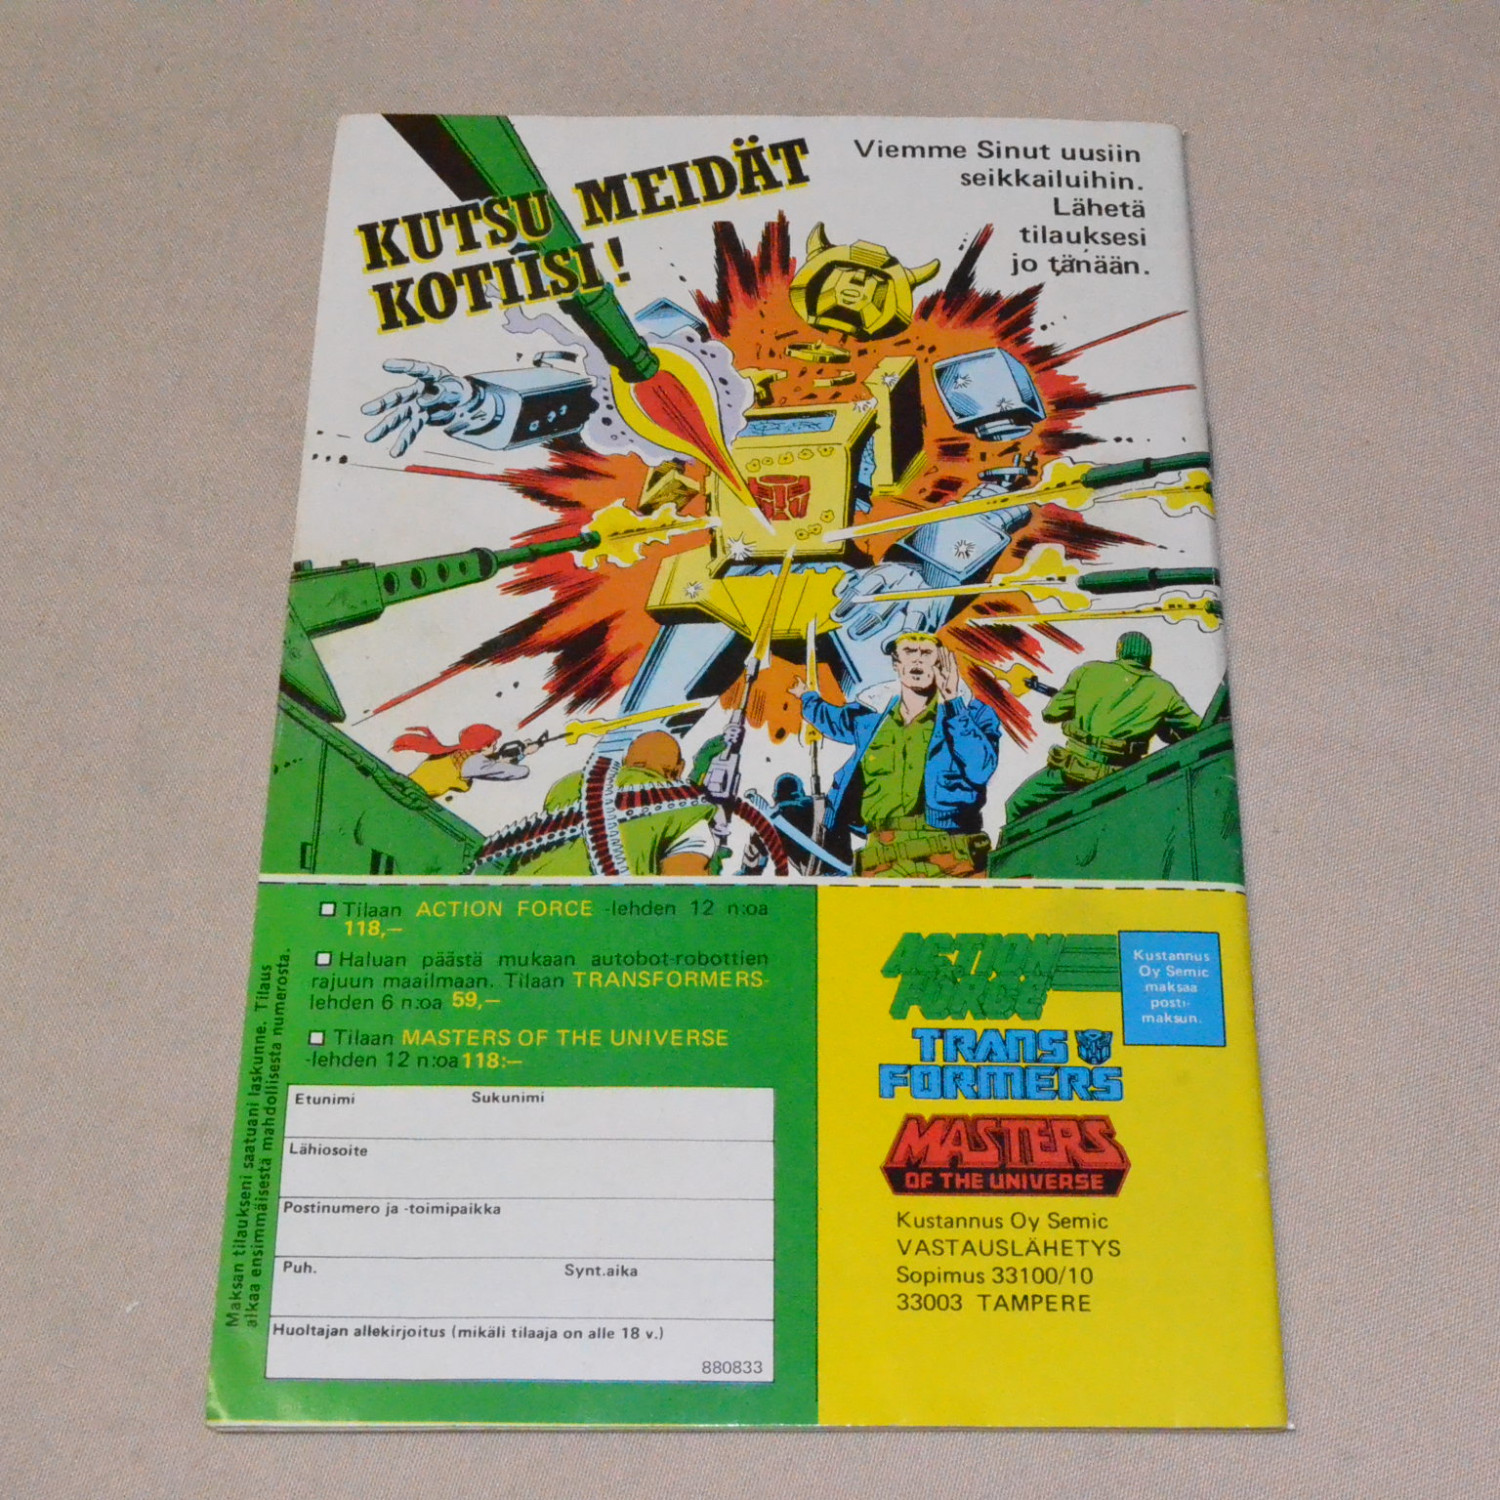 KUTSU MEIDÄT
KOTIISI!
Viemme Sinut uusiin
seikkailuihin.
Lähetä
tilauksesi
jo tänään.
Tilaan ACTION FORCE -lehden 12 n:oa
118,—
Haluan päästä mukaan autobot-robottien
rajuun maailmaan. Tilaan TRANSFORMERS-
lehden 6 n:oa 59,—
Tilaan MASTERS OF THE UNIVERSE
-lehden 12 n:oa 118:—
Maksan tilaukseni saatuani laskunne. Tilaus
alkaa ensimmäisestä mahdollisesta numerosta.
Etunimi Sukunimi
Lähiosoite
Postinumero ja -toimipaikka
Puh. Synt.aika
Huoltajan allekirjoitus (mikäli tilaaja on alle 18 v.)
880833
ACTION
FORCE
Kustannus
Oy Semic
maksaa
posti-
maksun.
TRANS
FORMERS
MASTERS
OF THE UNIVERSE
Kustannus Oy Semic
VASTAUSLÄHETYS
Sopimus 33100/10
33003 TAMPERE